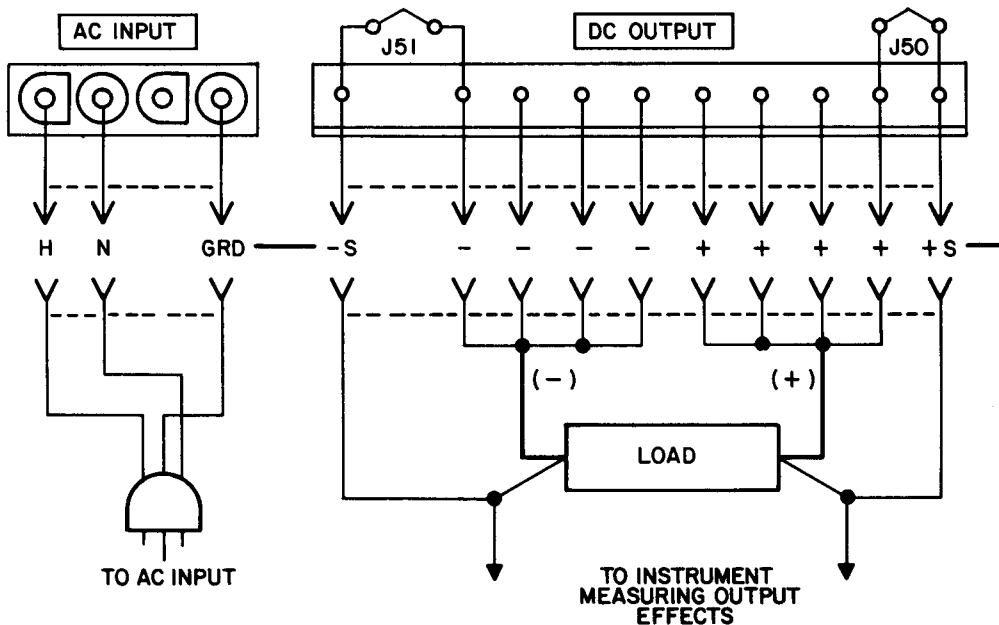 AC INPUT
J51
DC OUTPUT
J50
H N GRD -S - - - - + + + + +S
(-) (+)
LOAD
TO AC INPUT
TO INSTRUMENT
MEASURING OUTPUT
EFFECTS